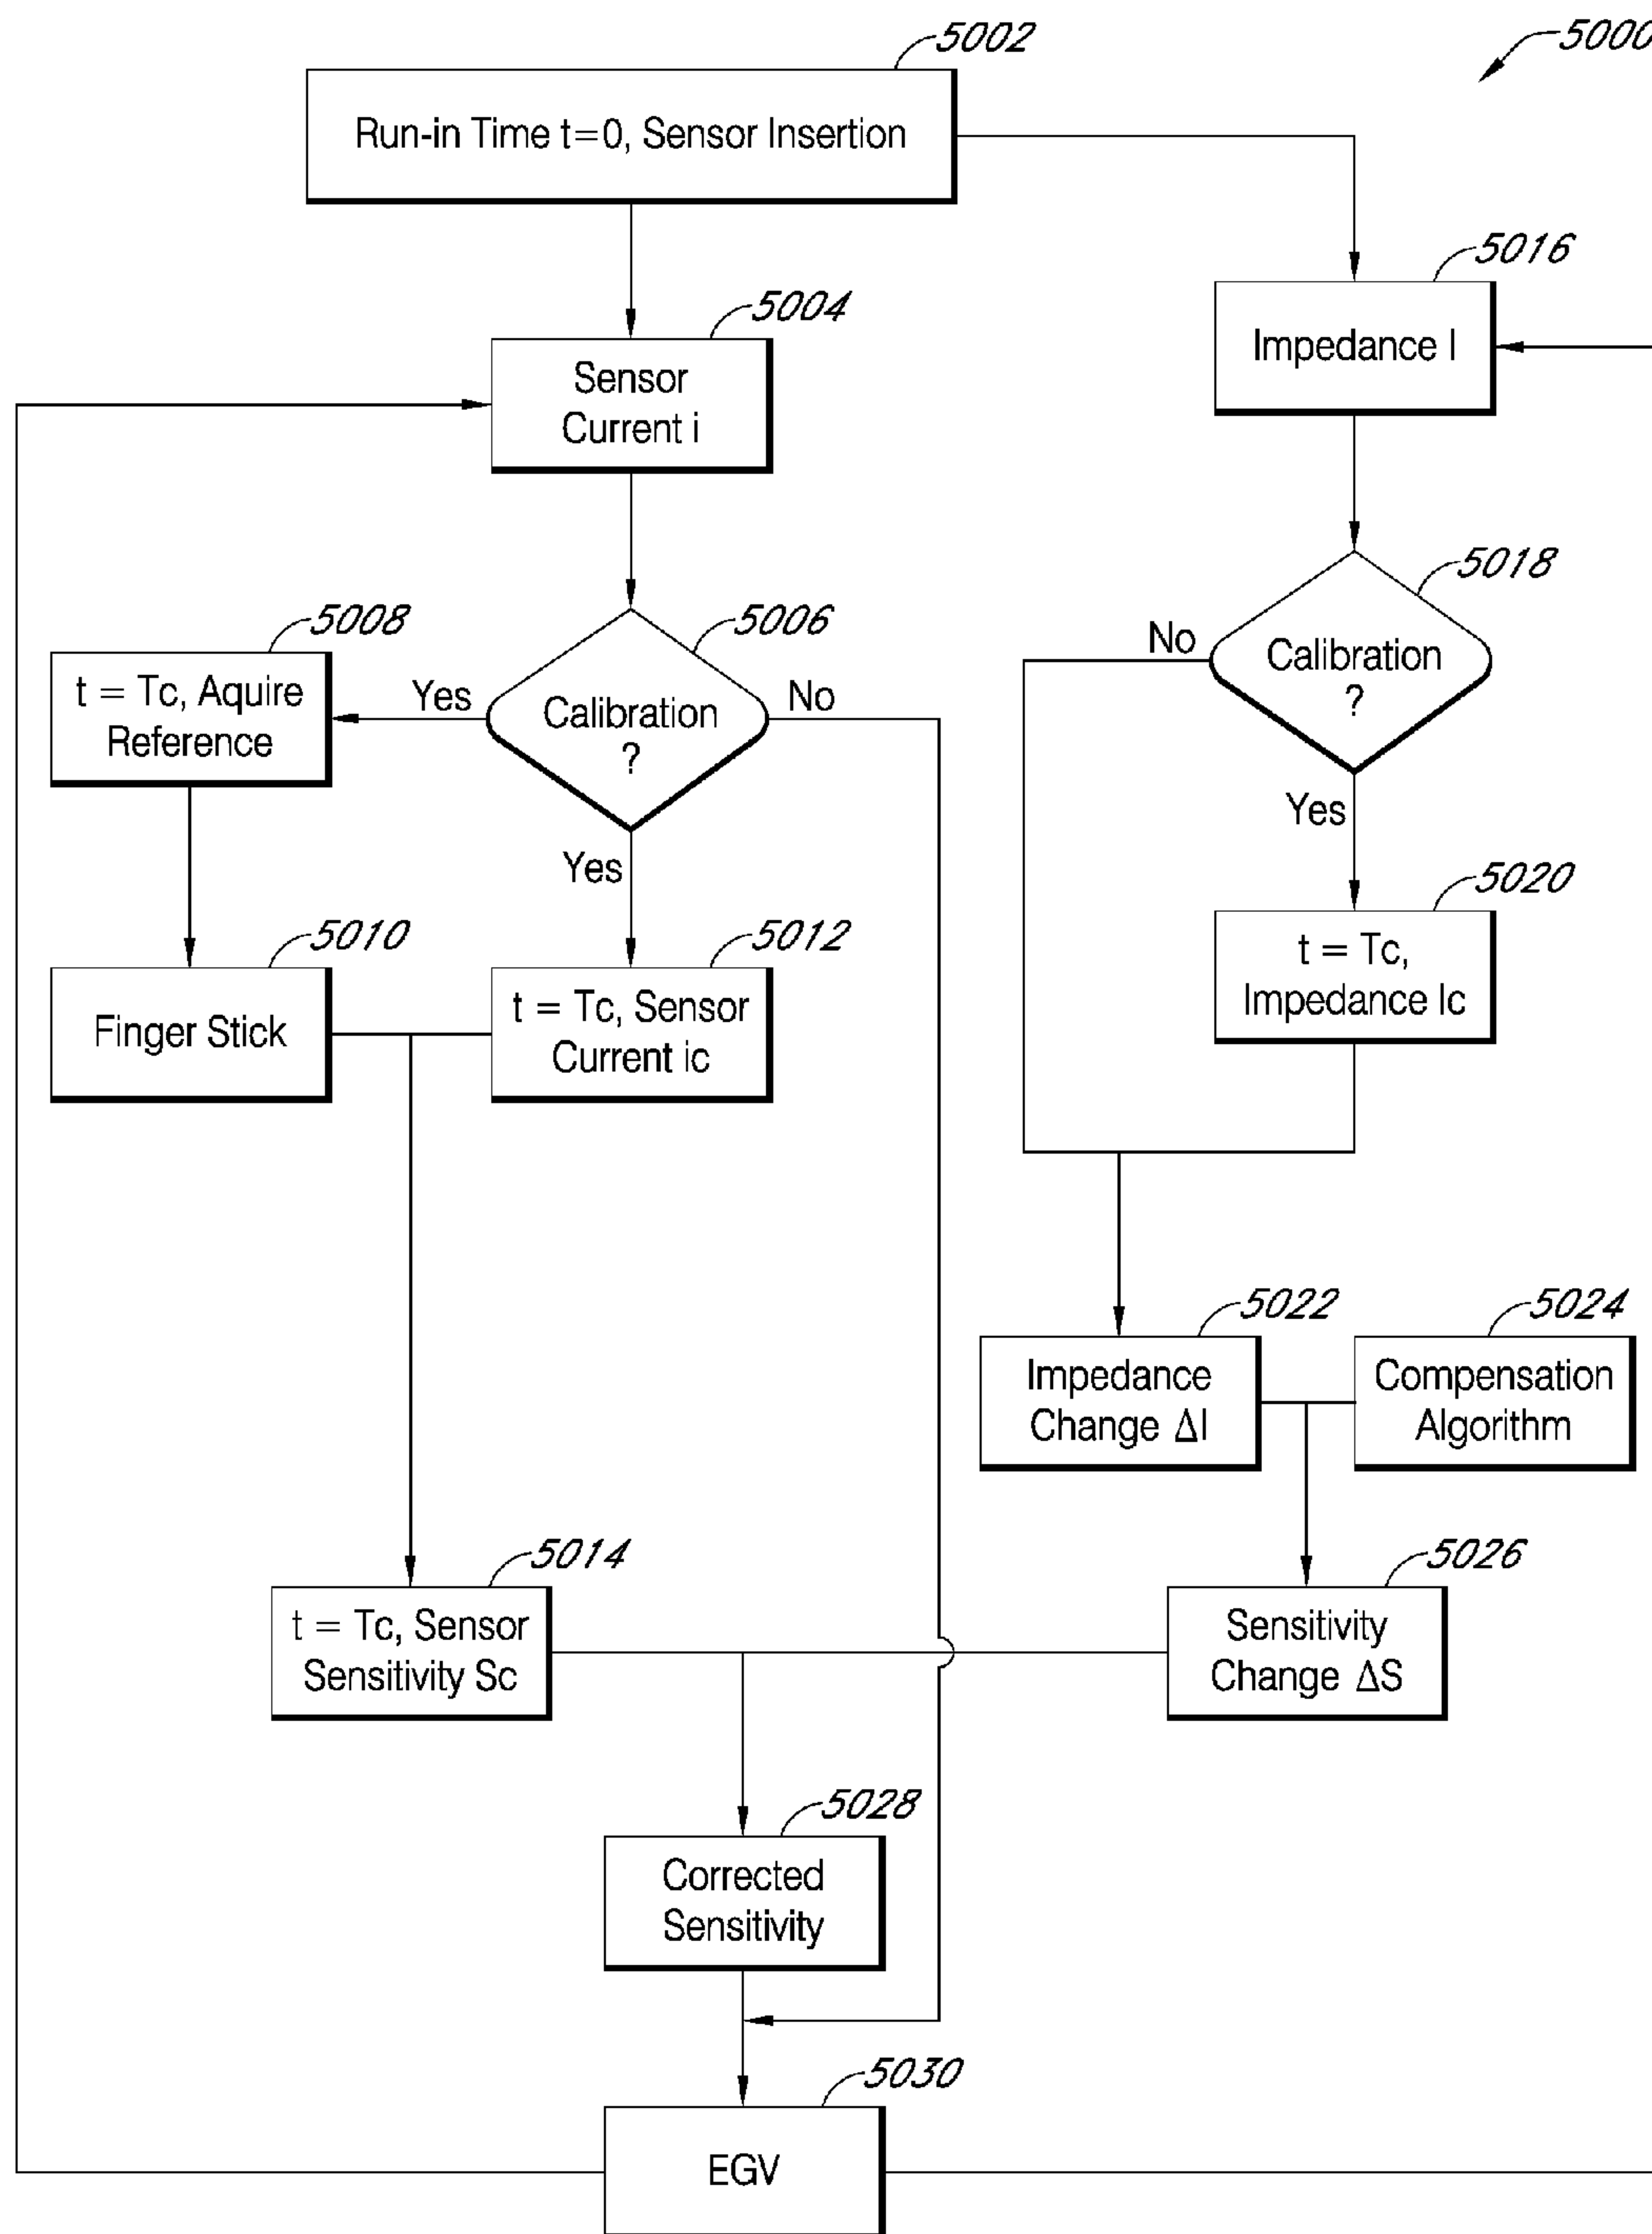 5002
5000
Run-in Time t=0, Sensor Insertion
5016
Impedance I
5004
Sensor
Current i
5018
Calibration
?
No
Yes
5006
Calibration
?
Yes
No
Yes
5008
t = Tc, Aquire
Reference
5020
t = Tc,
Impedance Ic
5010
Finger Stick
5012
t = Tc, Sensor
Current ic
5022
Impedance
Change ΔI
5024
Compensation
Algorithm
5014
t = Tc, Sensor
Sensitivity Sc
5026
Sensitivity
Change ΔS
5028
Corrected
Sensitivity
5030
EGV